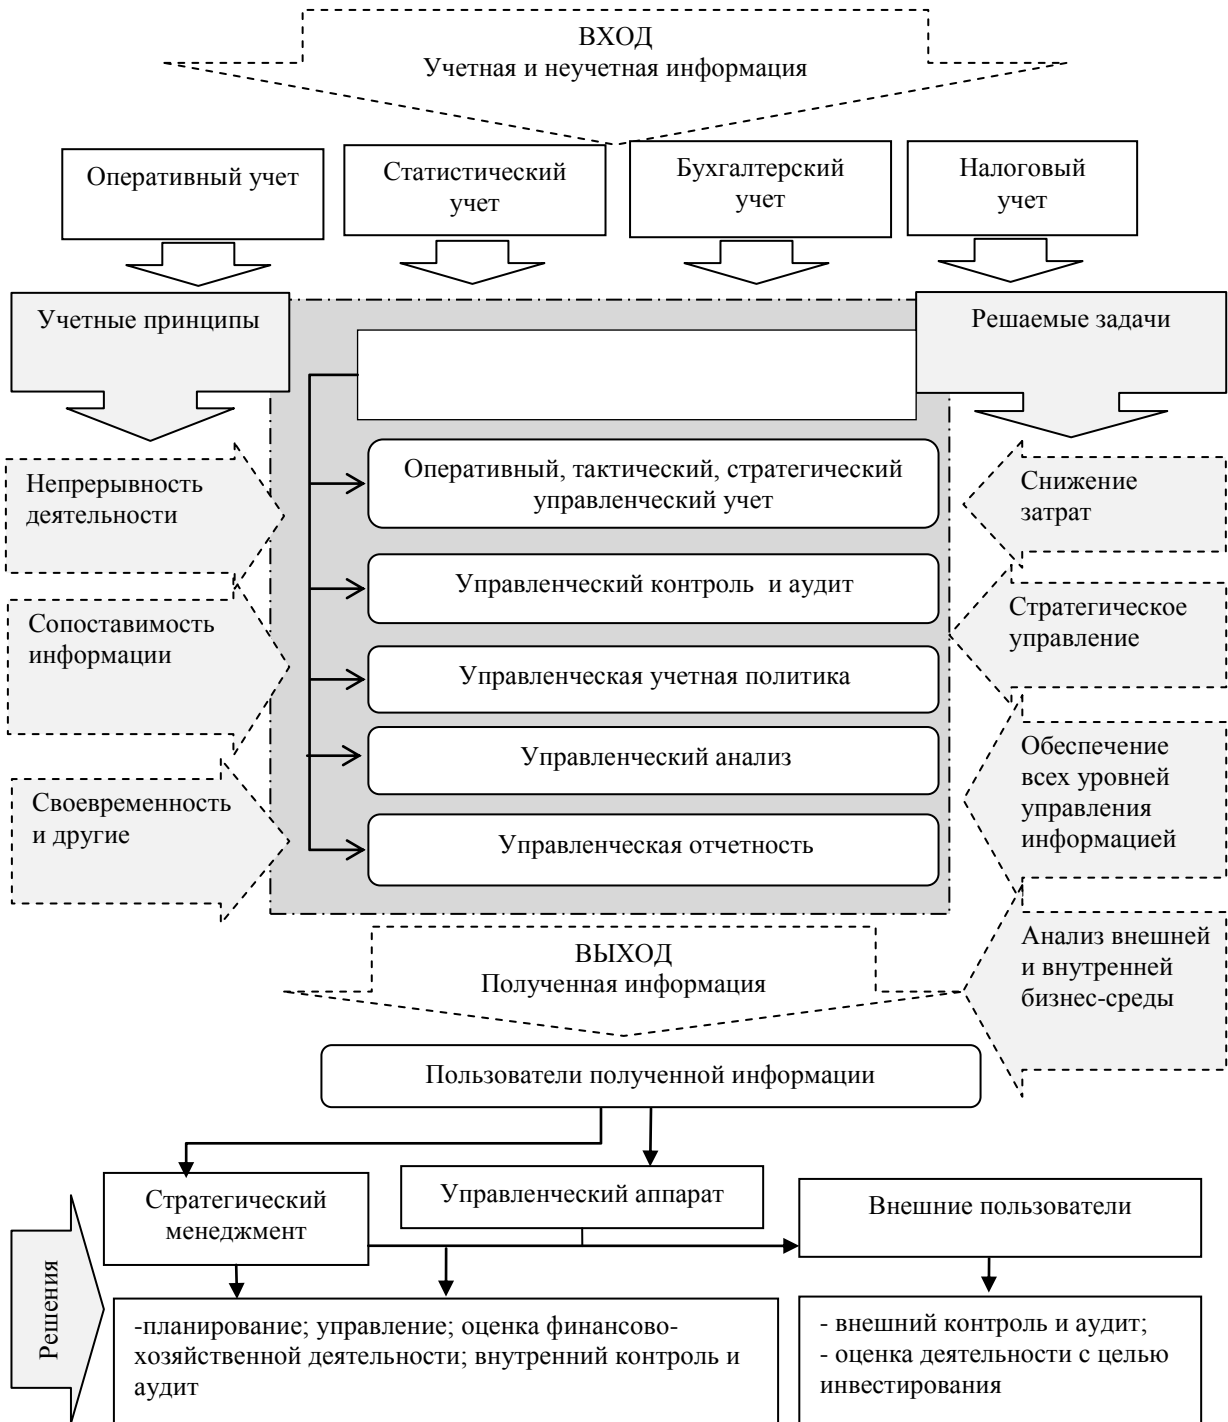 ВХОД
Учетная и неучетная информация
Оперативный учет
Статистический
учет
Бухгалтерский
учет
Налоговый
учет
Учетные принципы
Решаемые задачи
Оперативный, тактический, стратегический
управленческий учет
Непрерывность
деятельности
Снижение
затрат
Управленческий контроль и аудит
Сопоставимость
информации
Стратегическое
управление
Управленческая учетная политика
Управленческий анализ
Обеспечение
всех уровней
управления
информацией
Своевременность
и другие
Управленческая отчетность
ВЫХОД
Полученная информация
Анализ внешней
и внутренней
бизнес-среды
Пользователи полученной информации
Стратегический
менеджмент
Управленческий аппарат
Внешние пользователи
Решения
-планирование; управление; оценка финансово-
хозяйственной деятельности; внутренний контроль и
аудит
- внешний контроль и аудит;
- оценка деятельности с целью
инвестирования